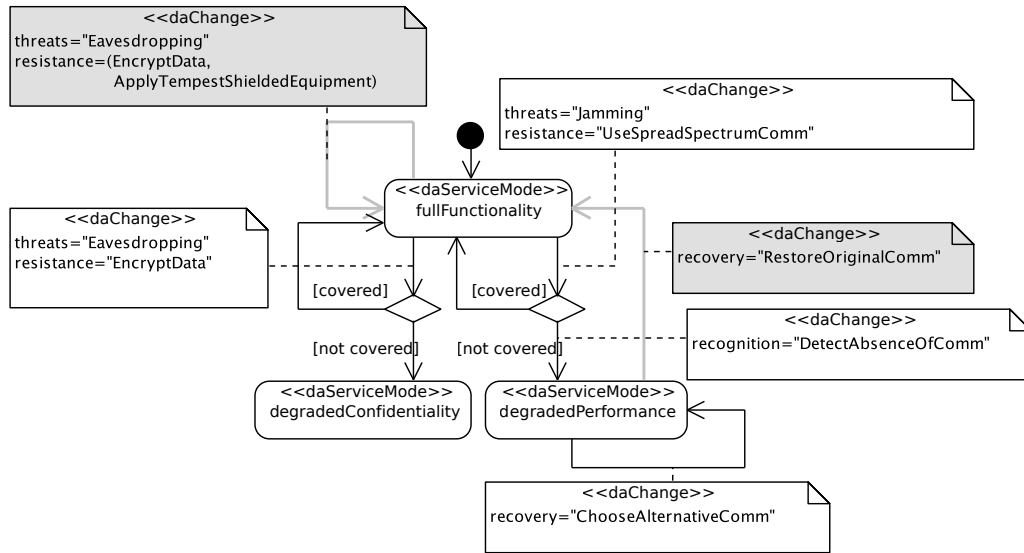 <<daChange>>
threats="Eavesdropping"
resistance=(EncryptData,
ApplyTempestShieldedEquipment)
<<daChange>>
threats="Jamming"
resistance="UseSpreadSpectrumComm"
<<daServiceMode>>
fullFunctionality
<<daChange>>
threats="Eavesdropping"
resistance="EncryptData"
<<daChange>>
recovery="RestoreOriginalComm"
[covered]
[covered]
<<daChange>>
recognition="DetectAbsenceOfComm"
[not covered]
[not covered]
<<daServiceMode>>
degradedConfidentiality
<<daServiceMode>>
degradedPerformance
<<daChange>>
recovery="ChooseAlternativeComm"